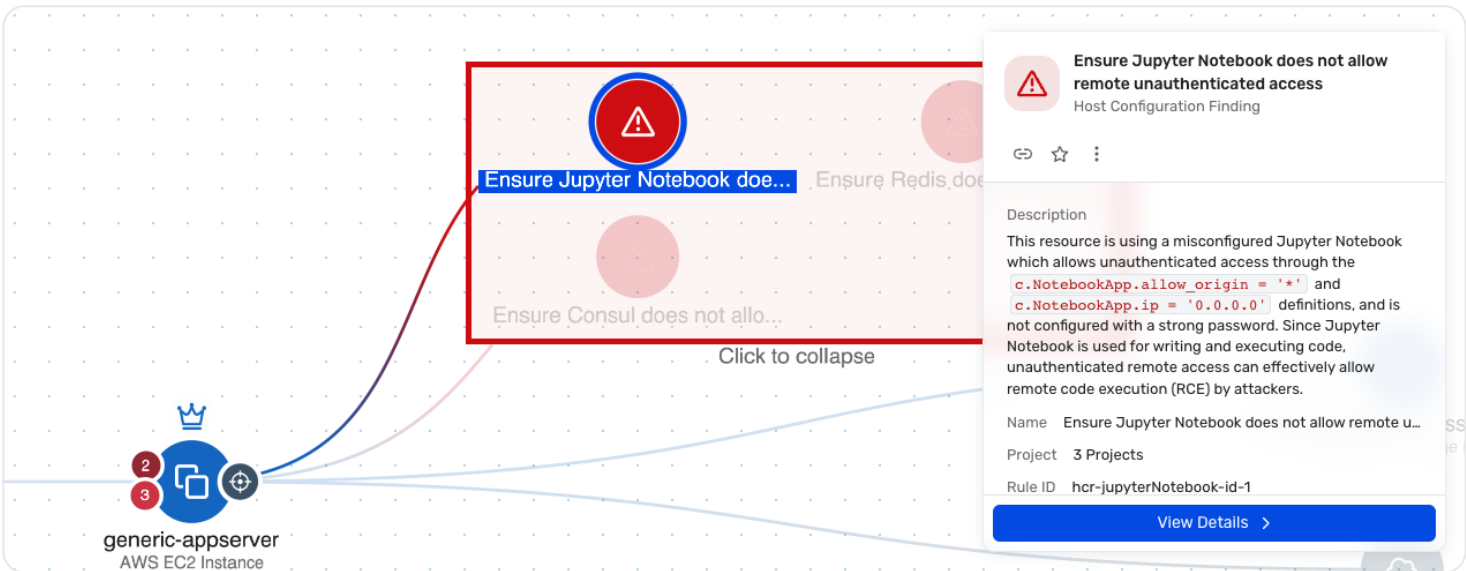 Ensure Jupyter Notebook doe...
Ensure Redis doe
Ensure Consul does not allo...
Click to collapse
2
3
generic-appserver
AWS EC2 Instance
Ensure Jupyter Notebook does not allow
remote unauthenticated access
Host Configuration Finding
Description
This resource is using a misconfigured Jupyter Notebook
which allows unauthenticated access through the
c.NotebookApp.allow_origin = '*' and
c.NotebookApp.ip = '0.0.0.0' definitions, and is
not configured with a strong password. Since Jupyter
Notebook is used for writing and executing code,
unauthenticated remote access can effectively allow
remote code execution (RCE) by attackers.
Name Ensure Jupyter Notebook does not allow remote u...
Project 3 Projects
Rule ID hcr-jupyterNotebook-id-1
View Details